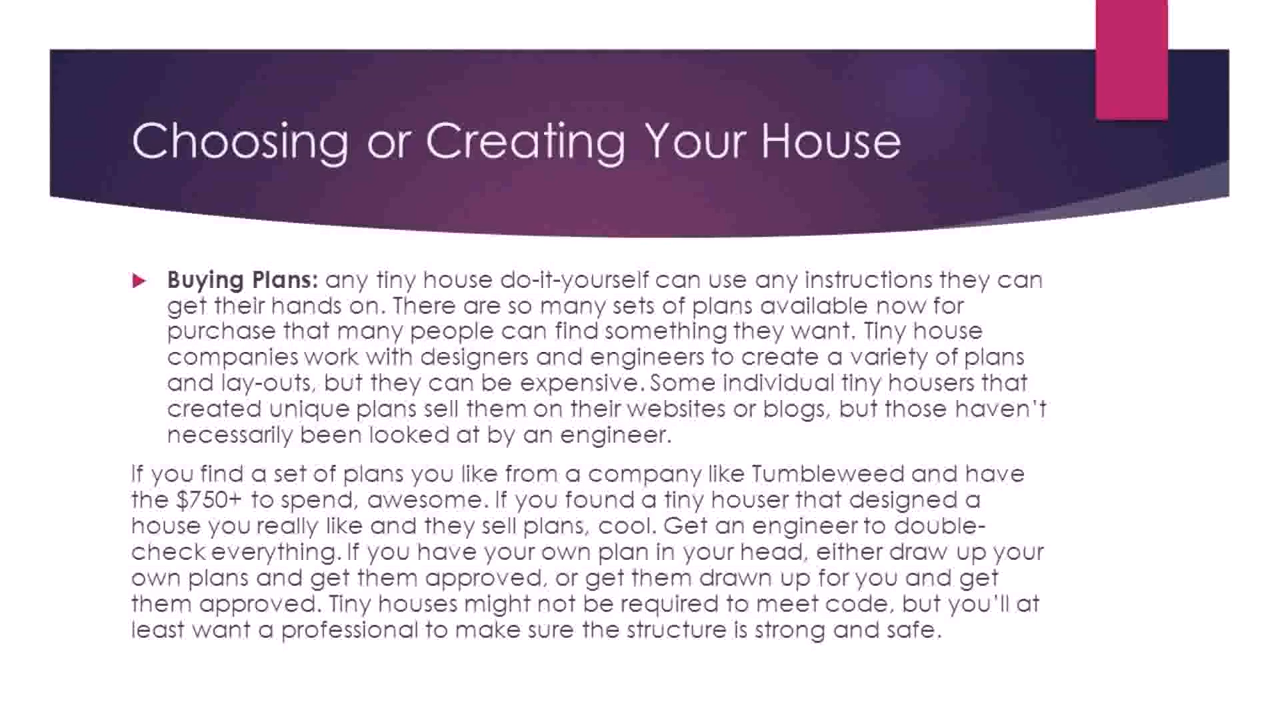 Choosing or Creating Your House
Buying Plans: any tiny house do-it-yourself can use any instructions they can
get their hands on. There are so many sets of plans available now for
purchase that many people can find something they want. Tiny house
companies work with designers and engineers to create a variety of plans
and lay-outs, but they can be expensive. Some individual tiny housers that
created unique plans sell them on their websites or blogs, but those haven't
necessarily been looked at by an engineer.
If you find a set of plans you like from a company like Tumbleweed and have
the $750+ to spend, awesome. If you found a tiny houser that designed a
house you really like and they sell plans, cool. Get an engineer to double-
check everything. If you have your own plan in your head, either draw up your
own plans and get them approved, or get them drawn up for you and get
them approved. Tiny houses might not be required to meet code, but you'll at
least want a professional to make sure the structure is strong and safe.